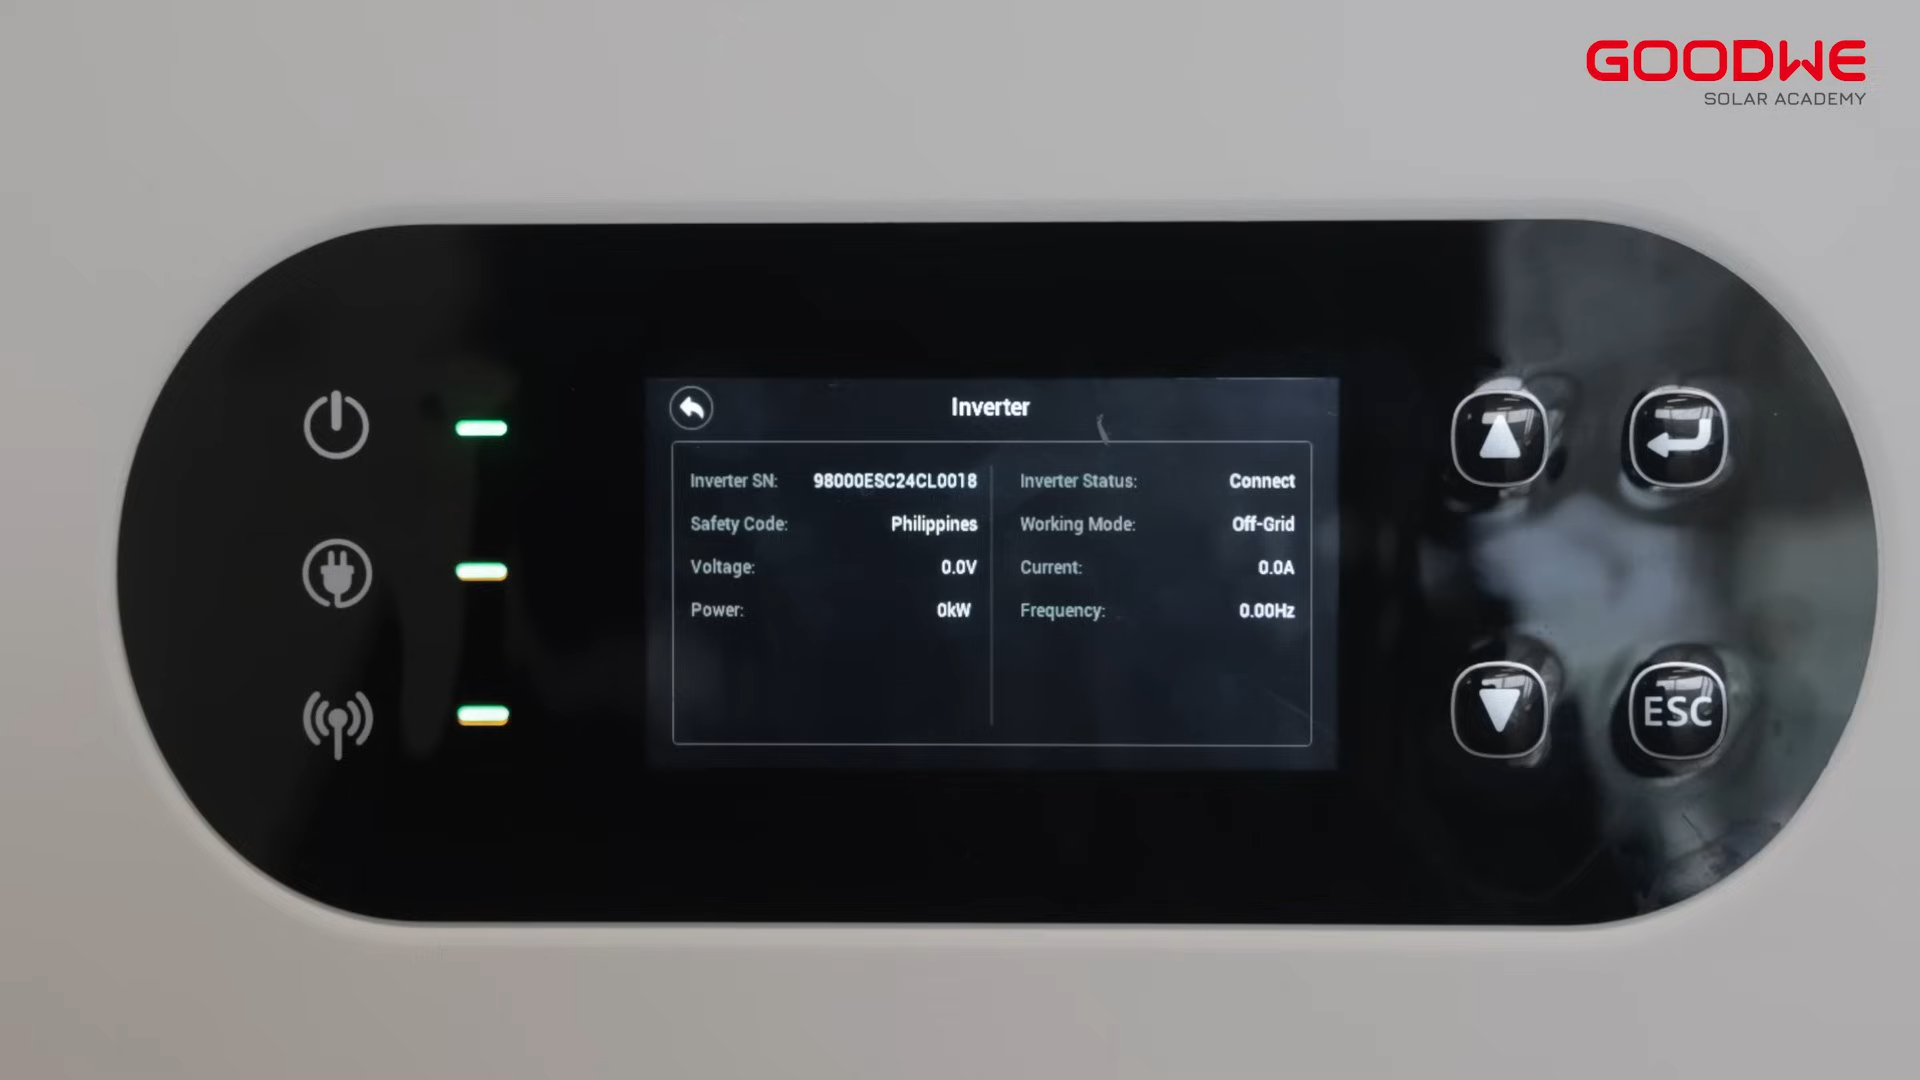 GOODWE
SOLAR ACADEMY
Inverter
Inverter SN: 98000ESC24CL0018
Safety Code: Philippines
Voltage: 0.0V
Power: 0kW
Inverter Status: Connect
Working Mode: Off-Grid
Current: 0.0A
Frequency: 0.00Hz
ESC